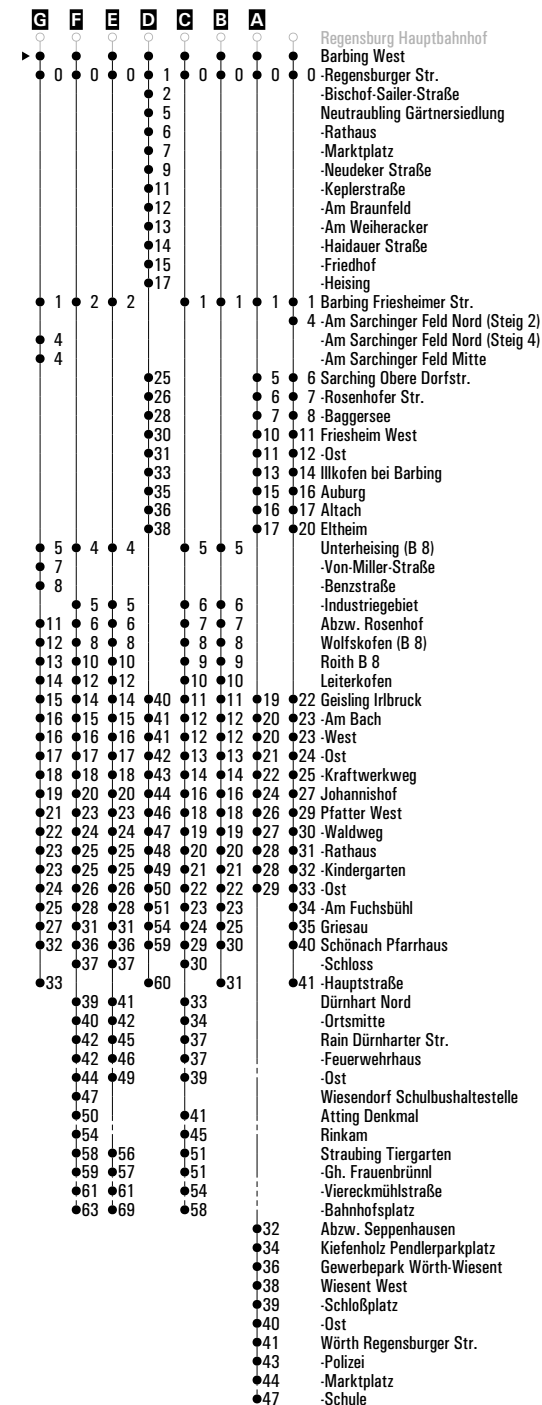 G F E D C B A
Regensburg Hauptbahnhof
Barbing West
0 0 0 1 0 0 0 0 -Regensburger Str.
2 -Bischof-Sailer-Straße
5 Neutraubling Gärtnersiedlung
6 -Rathaus
7 -Marktplatz
9 -Neudeker Straße
11 -Keplerstraße
12 -Am Braunfeld
13 -Am Weiheracker
14 -Haidauer Straße
15 -Friedhof
17 -Heising
1 2 2 1 1 1 1 Barbing Friesheimer Str.
4 -Am Sarchinger Feld Nord (Steig 2)
4 -Am Sarchinger Feld Nord (Steig 4)
4 -Am Sarchinger Feld Mitte
25 5 6 Sarching Obere Dorfstr.
26 6 7 -Rosenhofer Str.
28 7 8 -Baggersee
30 10 11 Friesheim West
31 11 12 -Ost
33 13 14 Illkofen bei Barbing
35 15 16 Auburg
36 16 17 Altach
38 17 20 Eltheim
5 4 4 5 5 Unterheising (B 8)
7 -Von-Miller-Straße
8 -Benzstraße
5 5 6 6 -Industriegebiet
11 6 6 7 7 Abzw. Rosenhof
12 8 8 8 8 Wolfskofen (B 8)
13 10 10 9 9 Roith B 8
14 12 12 10 10 Leiterkofen
15 14 14 40 11 11 19 22 Geisling Irlbruck
16 15 15 41 12 12 20 23 -Am Bach
16 16 16 41 12 12 20 23 -West
17 17 17 42 13 13 21 24 -Ost
18 18 18 43 14 14 22 25 -Kraftwerkweg
19 20 20 44 16 16 24 27 Johannishof
21 23 23 46 18 18 26 29 Pfatter West
22 24 24 47 19 19 27 30 -Waldweg
23 25 25 48 20 20 28 31 -Rathaus
23 25 25 49 21 21 28 32 -Kindergarten
24 26 26 50 22 22 29 33 -Ost
25 28 28 51 23 23 34 -Am Fuchsbühl
27 31 31 54 24 25 35 Griesau
32 36 36 59 29 30 40 Schönach Pfarrhaus
37 37 30 -Schloss
33 60 31 41 -Hauptstraße
39 41 33 Dürnhart Nord
40 42 34 -Ortsmitte
42 45 37 Rain Dürnharter Str.
42 46 37 -Feuerwehrhaus
44 49 39 -Ost
47 Wiesendorf Schulbushaltestelle
50 41 Atting Denkmal
54 45 Rinkam
58 56 51 Straubing Tiergarten
59 57 51 -Gh. Frauenbrünnl
61 61 54 -Viereckmühlstraße
63 69 58 -Bahnhofsplatz
32 Abzw. Seppenhausen
34 Kiefenholz Pendlerparkplatz
36 Gewerbepark Wörth-Wiesent
38 Wiesent West
39 -Schloßplatz
40 -Ost
41 Wörth Regensburger Str.
43 -Polizei
44 -Marktplatz
47 -Schule